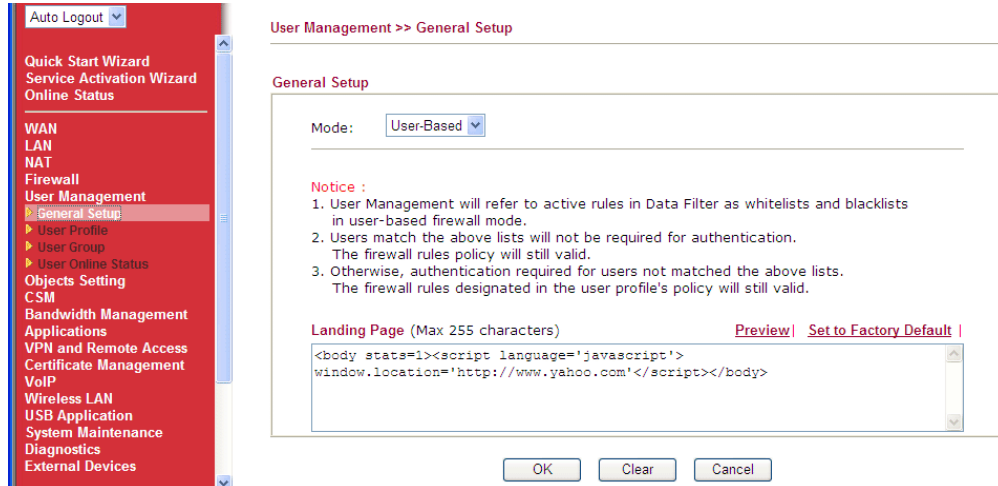 Auto Logout
Quick Start Wizard
Service Activation Wizard
Online Status
WAN
LAN
NAT
Firewall
User Management
General Setup
User Profile
User Group
User Online Status
Objects Setting
CSM
Bandwidth Management
Applications
VPN and Remote Access
Certificate Management
VoIP
Wireless LAN
USB Application
System Maintenance
Diagnostics
External Devices
User Management >> General Setup
General Setup
Mode: User-Based
Notice :
1. User Management will refer to active rules in Data Filter as whitelists and blacklists
in user-based firewall mode.
2. Users match the above lists will not be required for authentication.
The firewall rules policy will still valid.
3. Otherwise, authentication required for users not matched the above lists.
The firewall rules designated in the user profile's policy will still valid.
Landing Page (Max 255 characters) Preview| Set to Factory Default |
<body stats=1><script language='javascript'>
window.location='http://www.yahoo.com'</script></body>
OK Clear Cancel